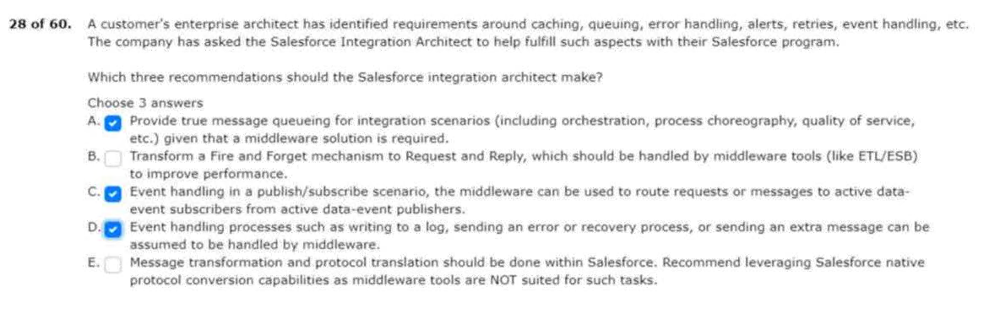 28 of 60. A customer's enterprise architect has identified requirements around caching, queuing, error handling, alerts, retries, event handling, etc.
The company has asked the Salesforce Integration Architect to help fulfill such aspects with their Salesforce program.
Which three recommendations should the Salesforce integration architect make?
Choose 3 answers
A. Provide true message queueing for integration scenarios (including orchestration, process choreography, quality of service,
etc.) given that a middleware solution is required.
B. Transform a Fire and Forget mechanism to Request and Reply, which should be handled by middleware tools (like ETL/ESB)
to improve performance.
C. Event handling in a publish/subscribe scenario, the middleware can be used to route requests or messages to active data-
event subscribers from active data-event publishers.
D. Event handling processes such as writing to a log, sending an error or recovery process, or sending an extra message can be
assumed to be handled by middleware.
E. Message transformation and protocol translation should be done within Salesforce. Recommend leveraging Salesforce native
protocol conversion capabilities as middleware tools are NOT suited for such tasks.